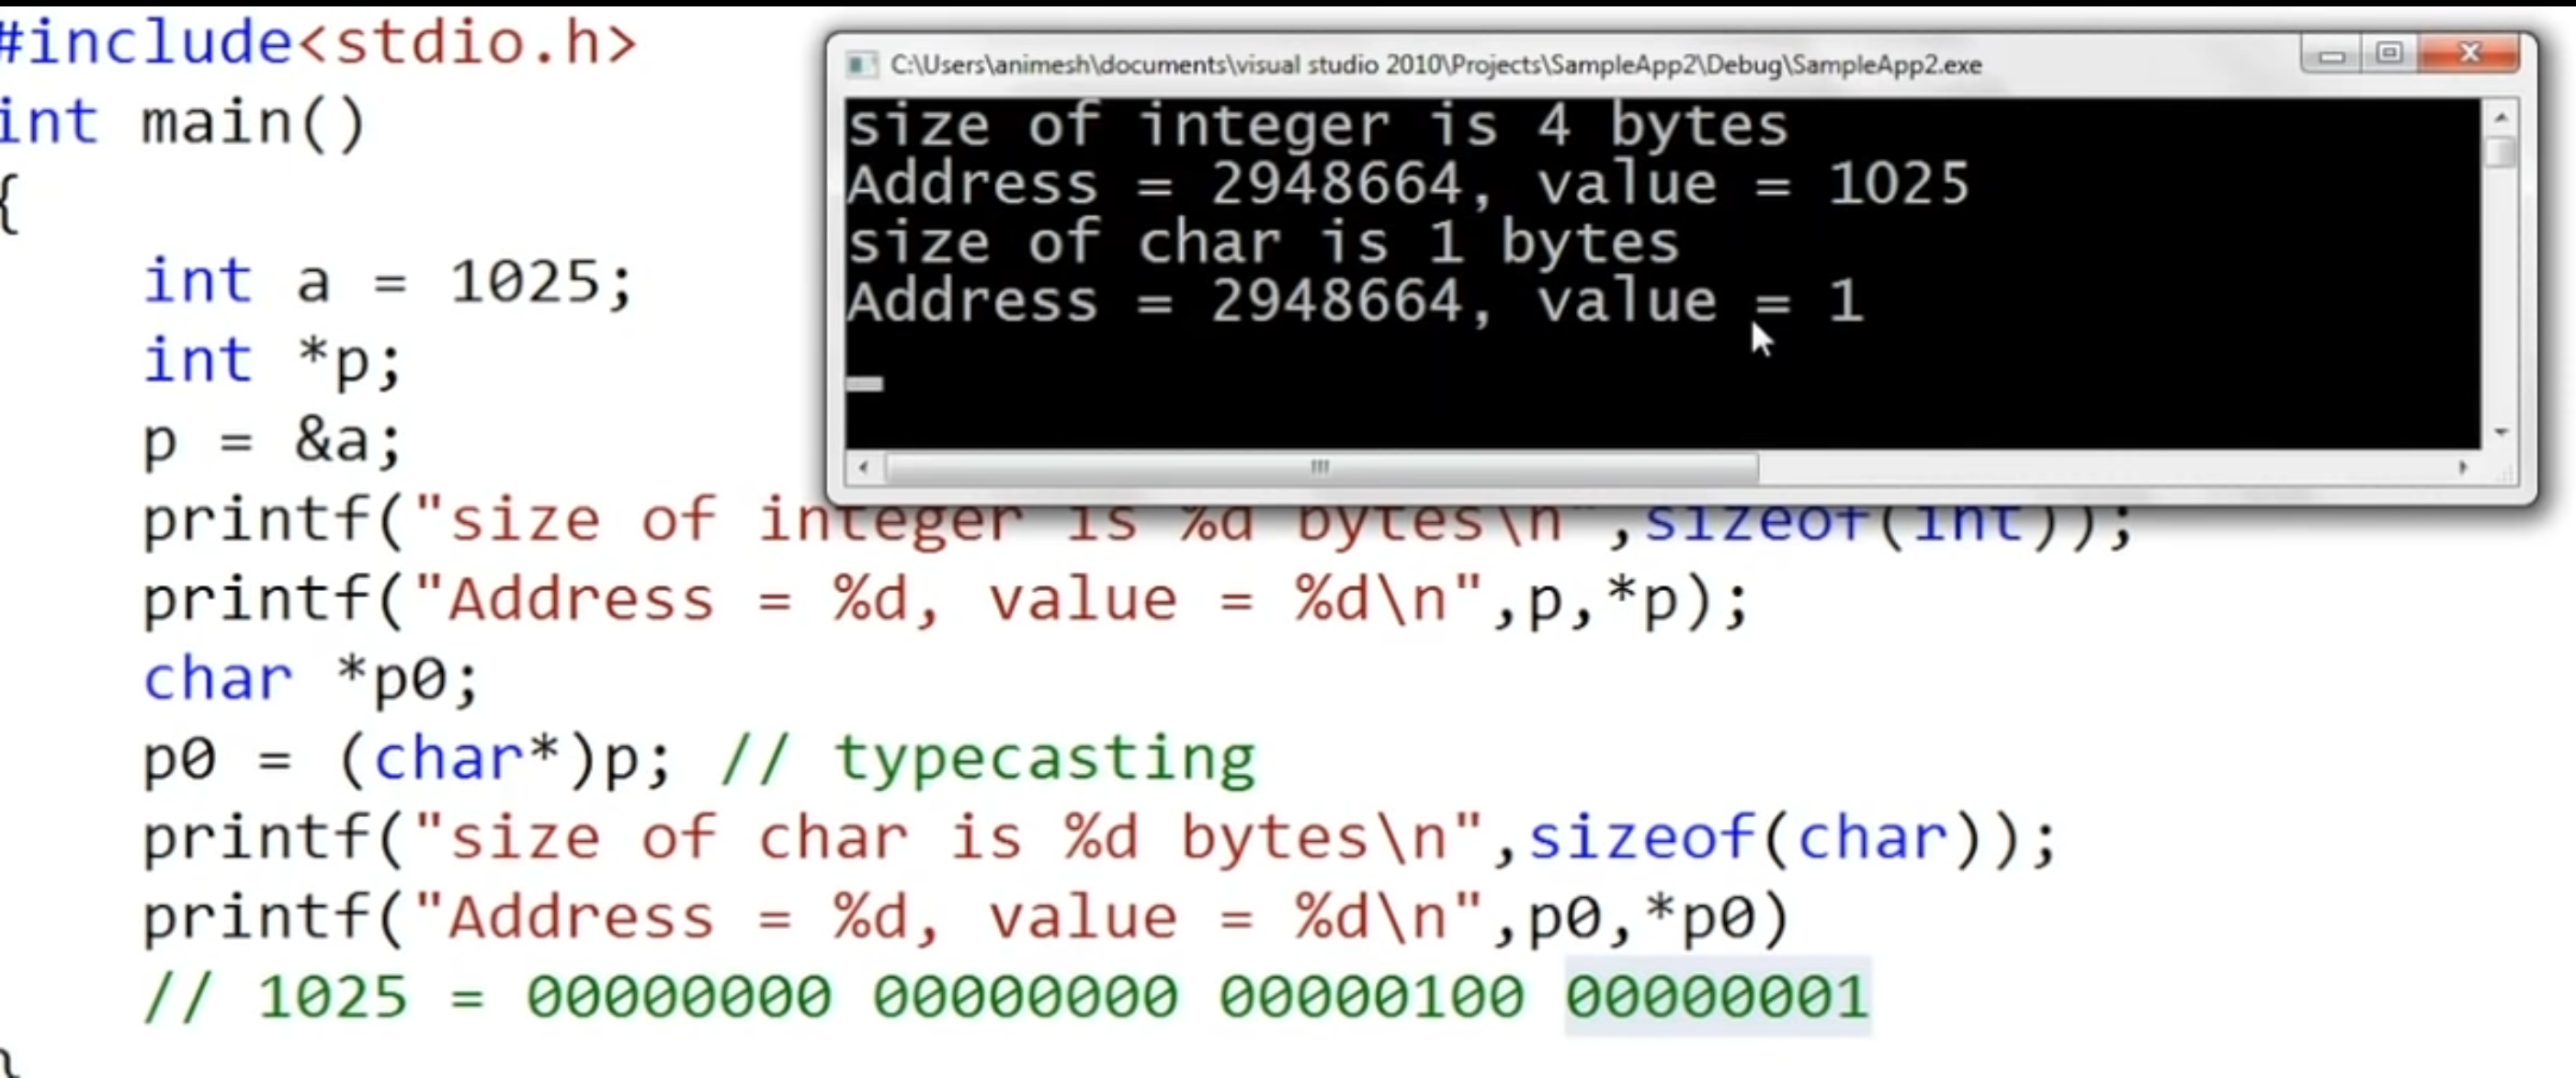 #include<stdio.h>
int main()
{
int a = 1025;
int *p;
p = &a;
printf("size of integer is %d bytes\n",sizeof(int));
printf("Address = %d, value = %d\n",p,*p);
char *p0;
p0 = (char*)p; // typecasting
printf("size of char is %d bytes\n",sizeof(char));
printf("Address = %d, value = %d\n",p0,*p0)
// 1025 = 00000000 00000000 00000100 00000001
}
C:\Users\animesh\documents\visual studio 2010\Projects\SampleApp2\Debug\SampleApp2.exe
size of integer is 4 bytes
Address = 2948664, value = 1025
size of char is 1 bytes
Address = 2948664, value = 1